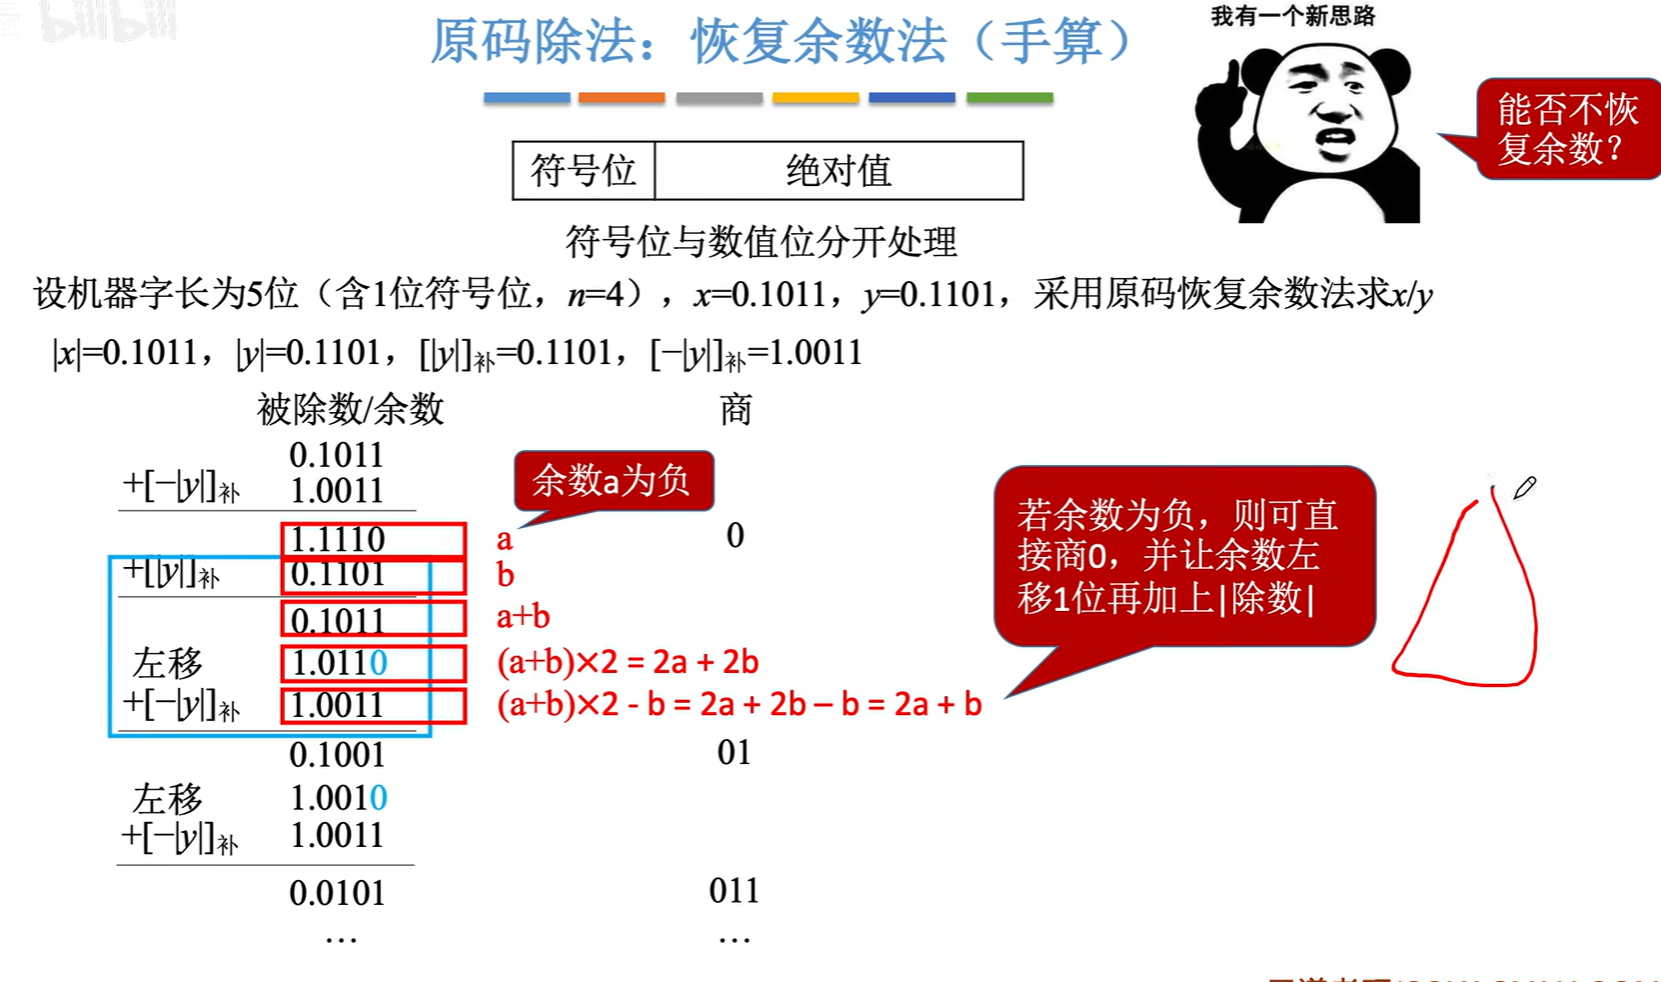 bilibili
原码除法：恢复余数法（手算）
我有一个新思路
能否不恢
复余数？
符号位 绝对值
符号位与数值位分开处理
设机器字长为5位（含1位符号位，n=4），x=0.1011，y=0.1101，采用原码恢复余数法求x/y
|x|=0.1011，|y|=0.1101，[|y|]补=0.1101，[−|y|]补=1.0011
被除数/余数 商
0.1011
+[−|y|]补 1.0011
余数a为负
1.1110 a 0
+[|y|]补 0.1101 b
0.1011 a+b
左移 1.0110 (a+b)×2 = 2a + 2b
+[−|y|]补 1.0011 (a+b)×2 - b = 2a + 2b – b = 2a + b
若余数为负，则可直
接商0，并让余数左
移1位再加上|除数|
0.1001 01
左移 1.0010
+[−|y|]补 1.0011
0.0101 011
… …